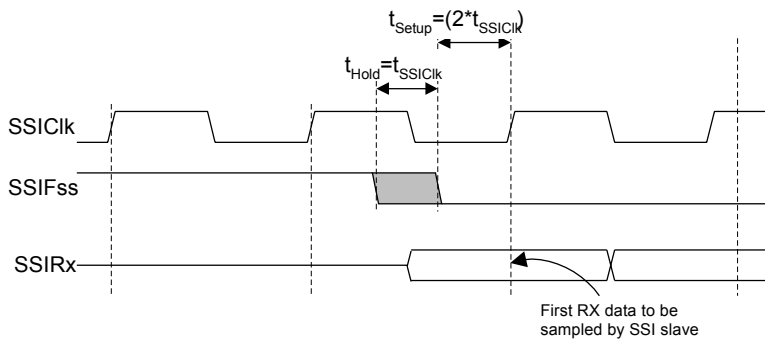 tSetup=(2*tSSIClk)
tHold=tSSIClk
SSIClk
SSIFss
SSIRx
First RX data to be
sampled by SSI slave